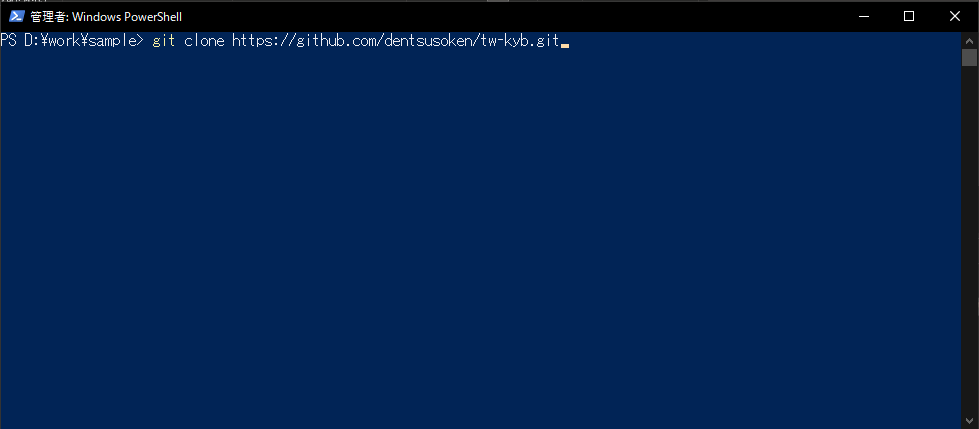 管理者: Windows PowerShell
PS D:¥work¥sample> git clone https://github.com/dentsusoken/tw-kyb.git